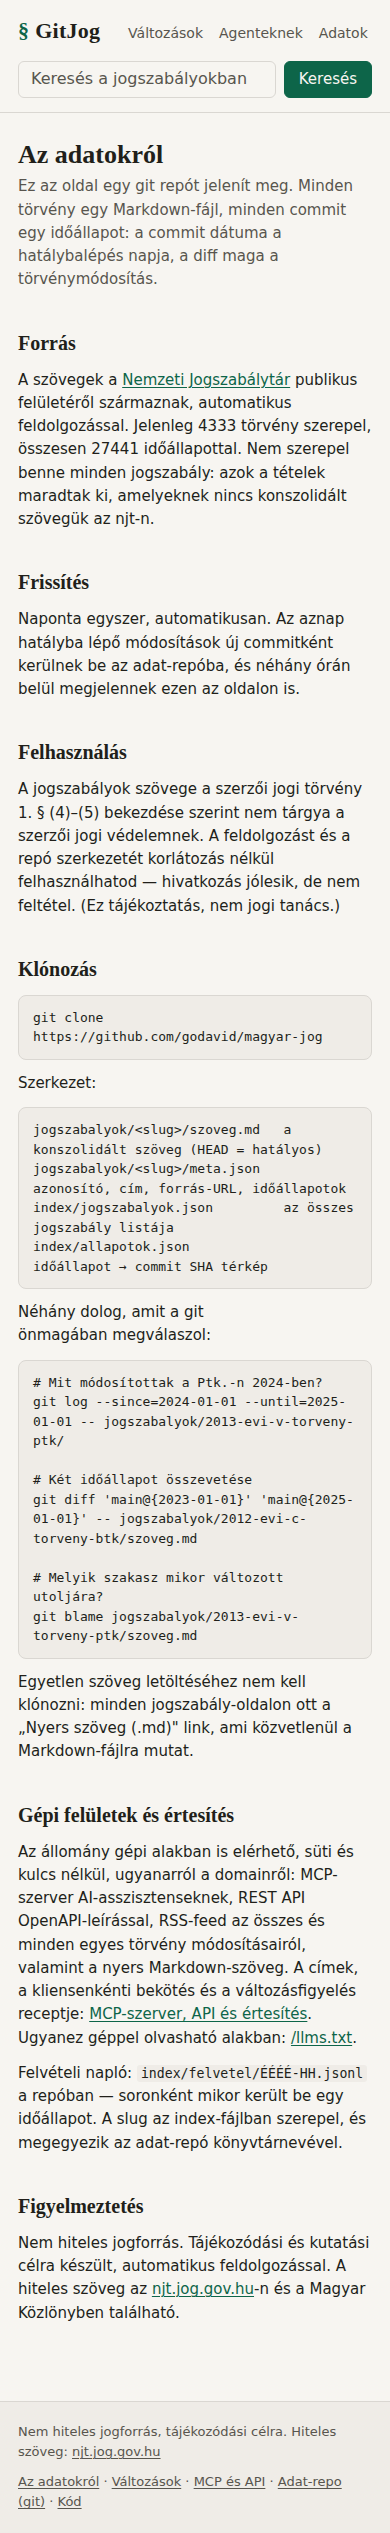 § GitJog
Változások Agenteknek Adatok
Keresés a jogszabályokban
Keresés
Az adatokról
Ez az oldal egy git repót jelenít meg. Minden
törvény egy Markdown-fájl, minden commit
egy időállapot: a commit dátuma a
hatálybalépés napja, a diff maga a
törvénymódosítás.
Forrás
A szövegek a Nemzeti Jogszabálytár publikus
felületéről származnak, automatikus
feldolgozással. Jelenleg 4333 törvény szerepel,
összesen 27441 időállapottal. Nem szerepel
benne minden jogszabály: azok a tételek
maradtak ki, amelyeknek nincs konszolidált
szövegük az njt-n.
Frissítés
Naponta egyszer, automatikusan. Az aznap
hatályba lépő módosítások új commitként
kerülnek be az adat-repóba, és néhány órán
belül megjelennek ezen az oldalon is.
Felhasználás
A jogszabályok szövege a szerzői jogi törvény
1. § (4)–(5) bekezdése szerint nem tárgya a
szerzői jogi védelemnek. A feldolgozást és a
repó szerkezetét korlátozás nélkül
felhasználhatod — hivatkozás jólesik, de nem
feltétel. (Ez tájékoztatás, nem jogi tanács.)
Klónozás
git clone
https://github.com/godavid/magyar-jog
Szerkezet:
jogszabalyok/<slug>/szoveg.md a
konszolidált szöveg (HEAD = hatályos)
jogszabalyok/<slug>/meta.json
azonosító, cím, forrás-URL, időállapotok
index/jogszabalyok.json az összes
jogszabály listája
index/allapotok.json
időállapot → commit SHA térkép
Néhány dolog, amit a git
önmagában megválaszol:
# Mit módosítottak a Ptk.-n 2024-ben?
git log --since=2024-01-01 --until=2025-
01-01 -- jogszabalyok/2013-evi-v-torveny-
ptk/
# Két időállapot összevetése
git diff 'main@{2023-01-01}' 'main@{2025-
01-01}' -- jogszabalyok/2012-evi-c-
torveny-btk/szoveg.md
# Melyik szakasz mikor változott
utoljára?
git blame jogszabalyok/2013-evi-v-
torveny-ptk/szoveg.md
Egyetlen szöveg letöltéséhez nem kell
klónozni: minden jogszabály-oldalon ott a
„Nyers szöveg (.md)" link, ami közvetlenül a
Markdown-fájlra mutat.
Gépi felületek és értesítés
Az állomány gépi alakban is elérhető, süti és
kulcs nélkül, ugyanarról a domainről: MCP-
szerver AI-asszisztenseknek, REST API
OpenAPI-leírással, RSS-feed az összes és
minden egyes törvény módosításairól,
valamint a nyers Markdown-szöveg. A címek,
a kliensenkénti bekötés és a változásfigyelés
receptje: MCP-szerver, API és értesítés.
Ugyanez géppel olvasható alakban: /llms.txt.
Felvételi napló: index/felvetel/ÉÉÉÉ-HH.jsonl
a repóban — soronként mikor került be egy
időállapot. A slug az index-fájlban szerepel, és
megegyezik az adat-repó könyvtárnevével.
Figyelmeztetés
Nem hiteles jogforrás. Tájékozódási és kutatási
célra készült, automatikus feldolgozással. A
hiteles szöveg az njt.jog.gov.hu-n és a Magyar
Közlönyben található.
Nem hiteles jogforrás, tájékozódási célra. Hiteles
szöveg: njt.jog.gov.hu
Az adatokról · Változások · MCP és API · Adat-repo
(git) · Kód